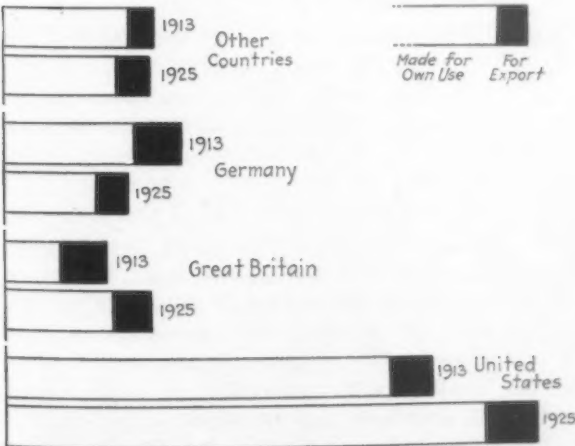 1913
Other
Countries
1925
Made for
Own Use
For
Export
1913
Germany
1925
1913
Great Britain
1925
1913
United
States
1925